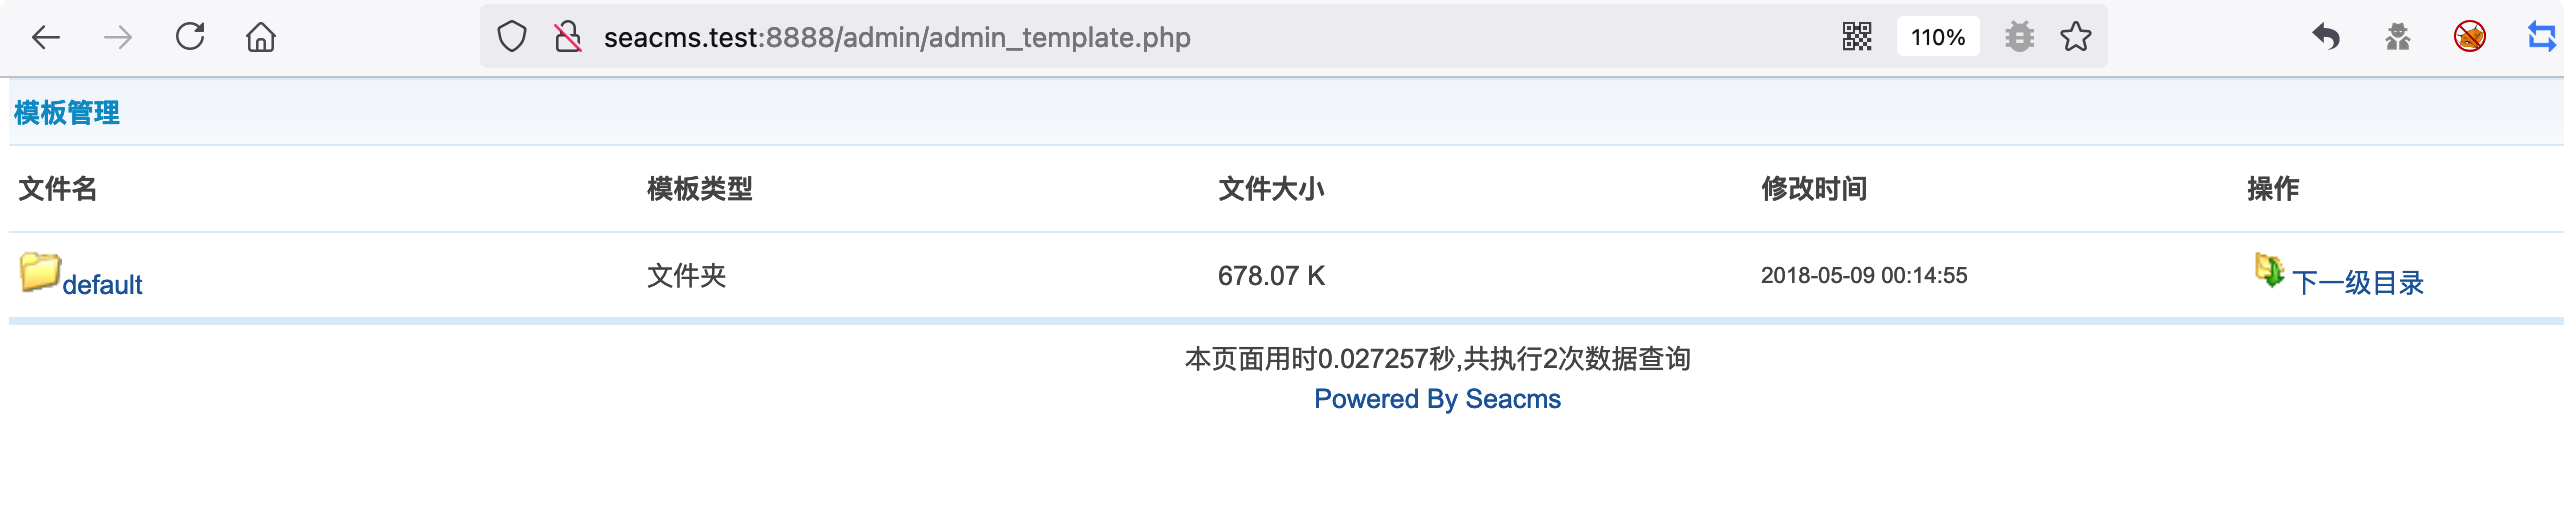 seacms.test:8888/admin/admin_template.php 110%
模板管理
文件名 模板类型 文件大小 修改时间 操作
default 文件夹 678.07 K 2018-05-09 00:14:55 下一级目录
本页面用时0.027257秒,共执行2次数据查询
Powered By Seacms